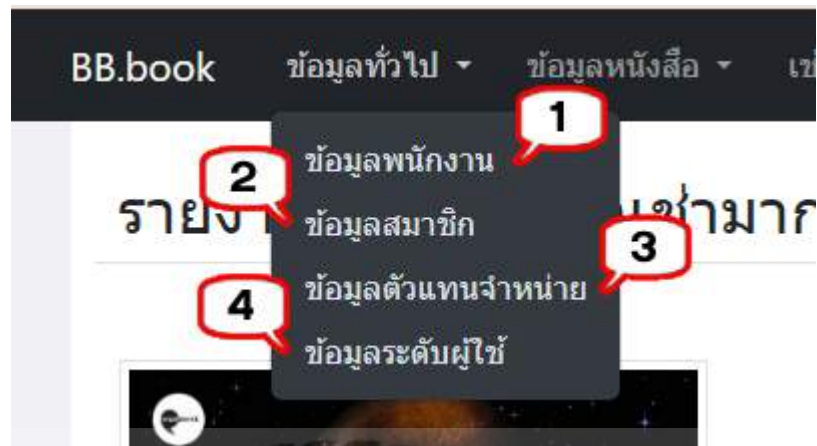 BB.book ข้อมูลทั่วไป ข้อมูลหนังสือ เช่
1
ข้อมูลพนักงาน
2
ข้อมูลสมาชิก
3
ข้อมูลตัวแทนจำหน่าย
4
ข้อมูลระดับผู้ใช้